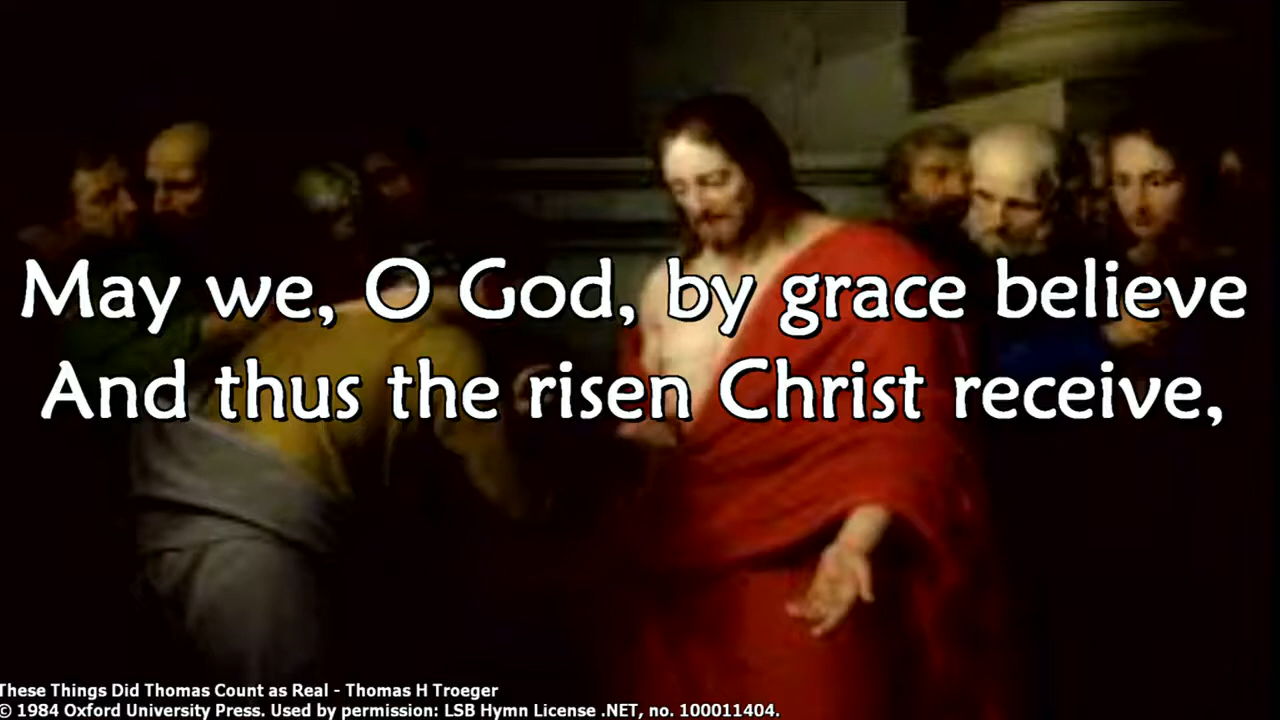 May we, O God, by grace believe
And thus the risen Christ receive,
These Things Did Thomas Count as Real - Thomas H Troeger
© 1984 Oxford University Press. Used by permission: LSB Hymn License .NET, no. 100011404.